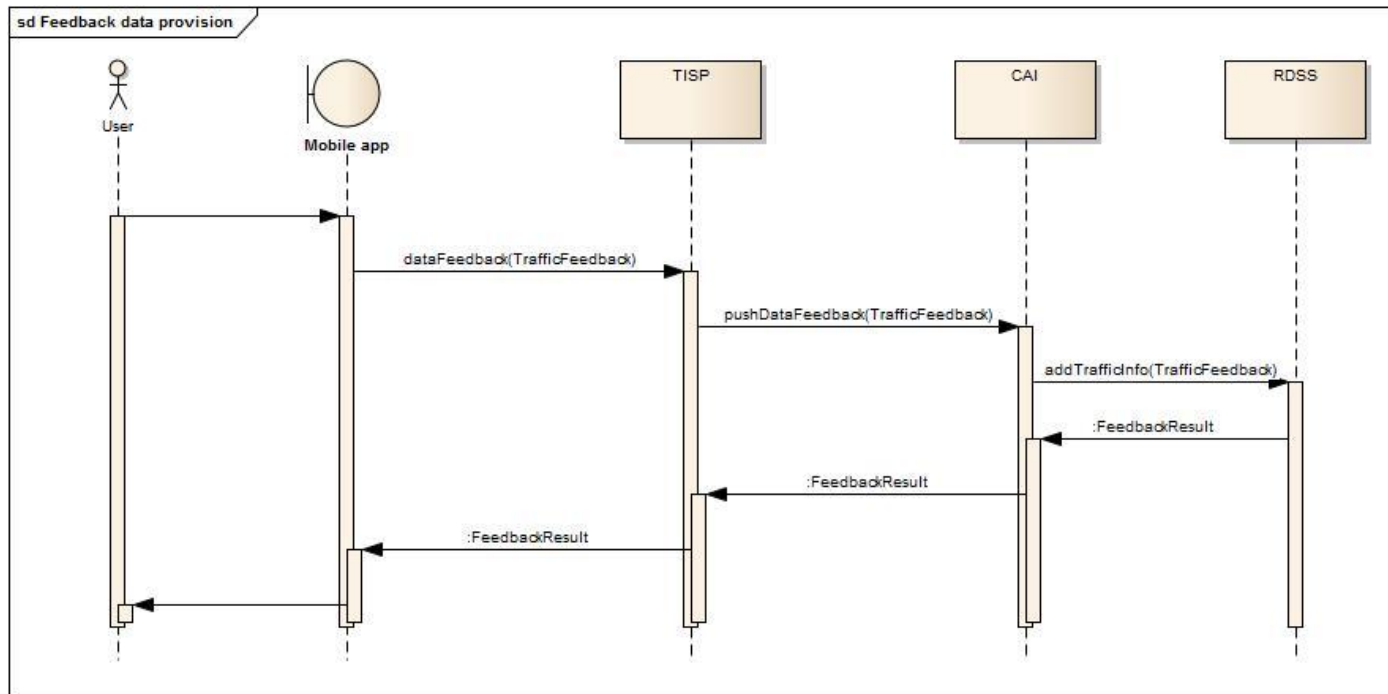 sd Feedback data provision
User
Mobile app
TISP
CAI
RDSS
dataFeedback(TrafficFeedback)
pushDataFeedback(TrafficFeedback)
addTrafficInfo(TrafficFeedback)
:FeedbackResult
:FeedbackResult
:FeedbackResult